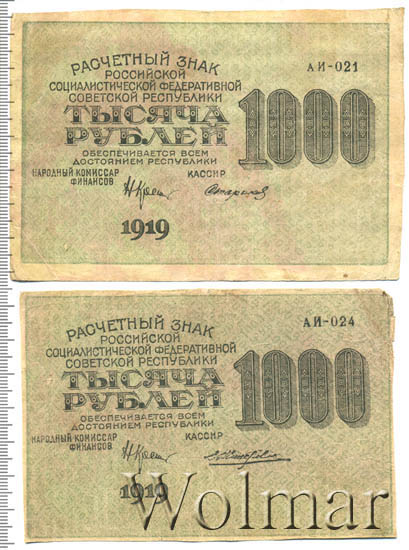 РАСЧЕТНЫЙ ЗНАК
РОССИЙСКОЙ
СОЦИАЛИСТИЧЕСКОЙ ФЕДЕРАТИВНОЙ
СОВЕТСКОЙ РЕСПУБЛИКИ
ТЫСЯЧА
РУБЛЕЙ
ОБЕСПЕЧИВАЕТСЯ ВСЕМ
ДОСТОЯНИЕМ РЕСПУБЛИКИ
НАРОДНЫЙ КОМИССАР
ФИНАНСОВ
КАССИР
1919
АИ-021
1000
РАСЧЕТНЫЙ ЗНАК
РОССИЙСКОЙ
СОЦИАЛИСТИЧЕСКОЙ ФЕДЕРАТИВНОЙ
СОВЕТСКОЙ РЕСПУБЛИКИ
ТЫСЯЧА
РУБЛЕЙ
ОБЕСПЕЧИВАЕТСЯ ВСЕМ
ДОСТОЯНИЕМ РЕСПУБЛИКИ
НАРОДНЫЙ КОМИССАР
ФИНАНСОВ
КАССИР
1919
АИ-024
1000
Wolmar